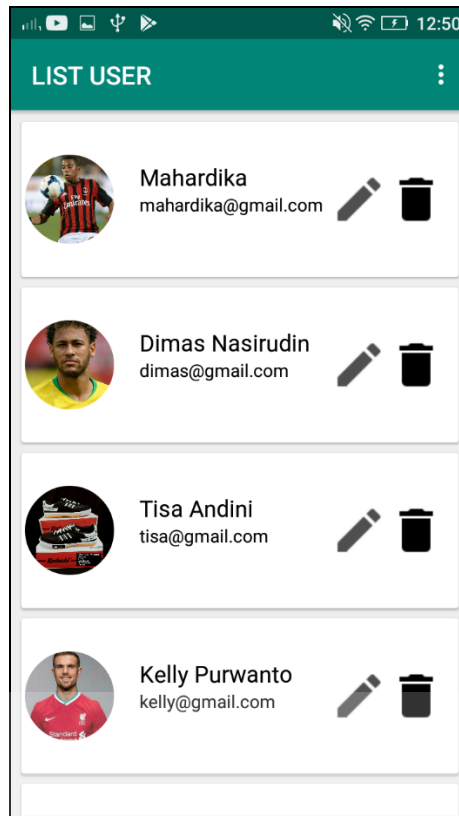 12:50
LIST USER
Mahardika
mahardika@gmail.com
Dimas Nasirudin
dimas@gmail.com
Tisa Andini
tisa@gmail.com
Kelly Purwanto
kelly@gmail.com
Standard